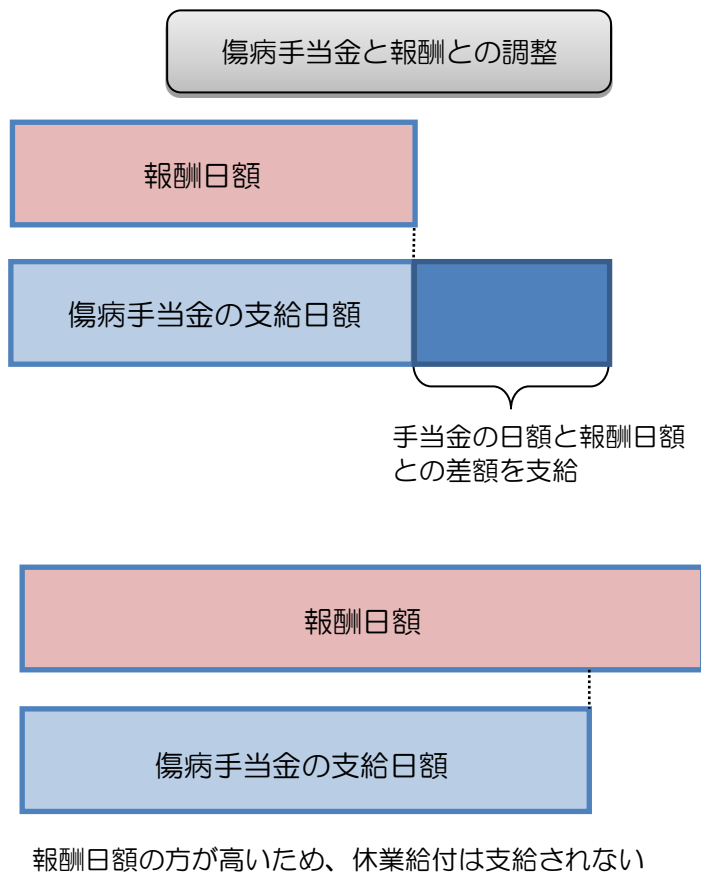 傷病手当金と報酬との調整
報酬日額
傷病手当金の支給日額
手当金の日額と報酬日額
との差額を支給
報酬日額
傷病手当金の支給日額
報酬日額の方が高いため、休業給付は支給されない